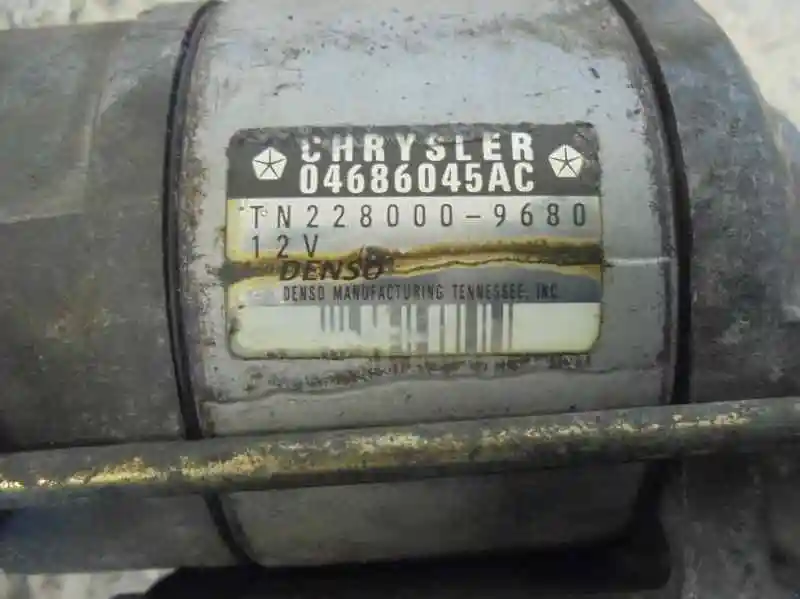 CHRYSLER
04686045AC
TN228000-9680
12V
DENSO
DENSO MANUFACTURING TENNESSEE, INC